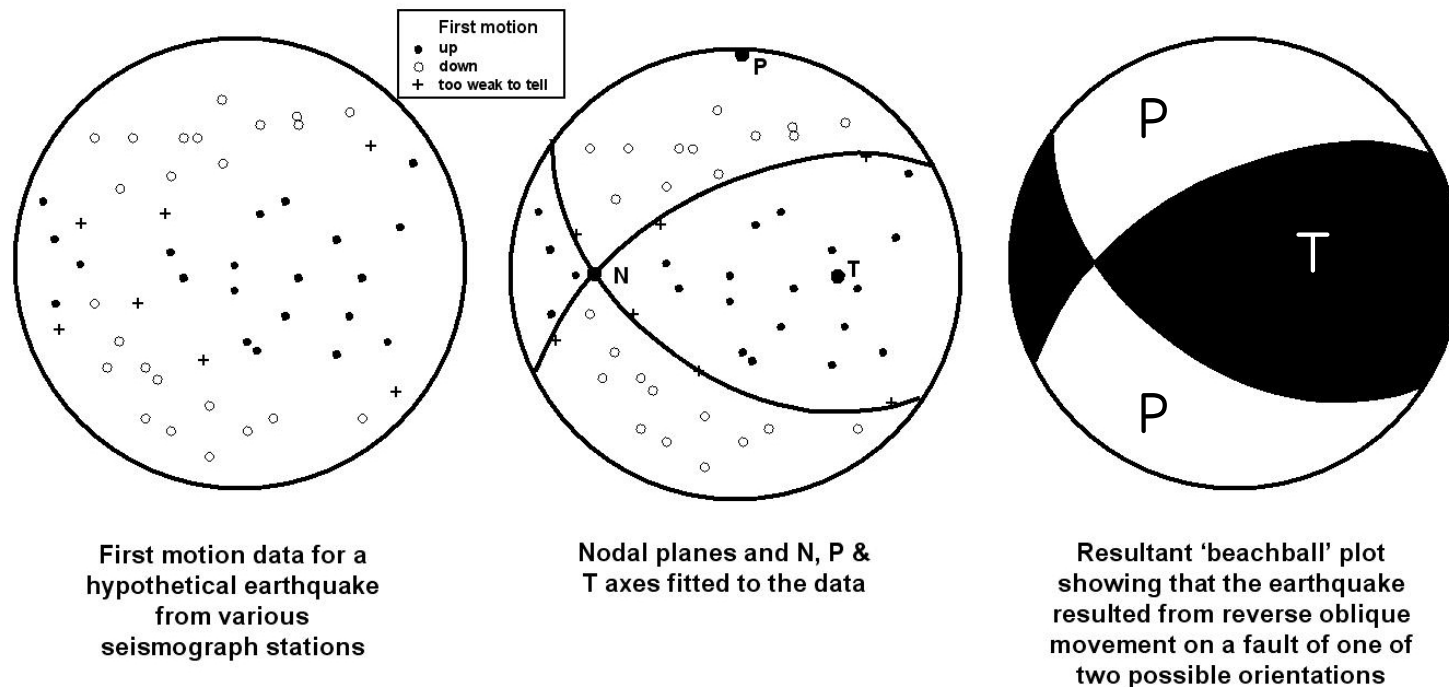 First motion
up
down
too weak to tell
P
N
T
P
T
P
First motion data for a
hypothetical earthquake
from various
seismograph stations
Nodal planes and N, P &
T axes fitted to the data
Resultant ‘beachball’ plot
showing that the earthquake
resulted from reverse oblique
movement on a fault of one of
two possible orientations